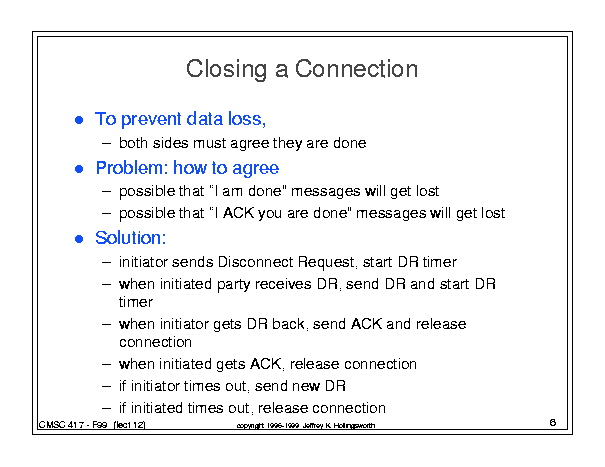 Closing a Connection
● To prevent data loss,
– both sides must agree they are done
● Problem: how to agree
– possible that "I am done" messages will get lost
– possible that "I ACK you are done" messages will get lost
● Solution:
– initiator sends Disconnect Request, start DR timer
– when initiated party receives DR, send DR and start DR
timer
– when initiator gets DR back, send ACK and release
connection
– when initiated gets ACK, release connection
– if initiator times out, send new DR
– if initiated times out, release connection
CMSC 417 - F99 (lect 12)
copyright 1996-1999 Jeffrey K. Hollingsworth
6